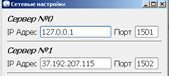 Сетевые настройки
Сервер №0
IP Адрес 127.0.0.1 Порт 1501
Сервер №1
IP Адрес 37.192.207.115 Порт 1502